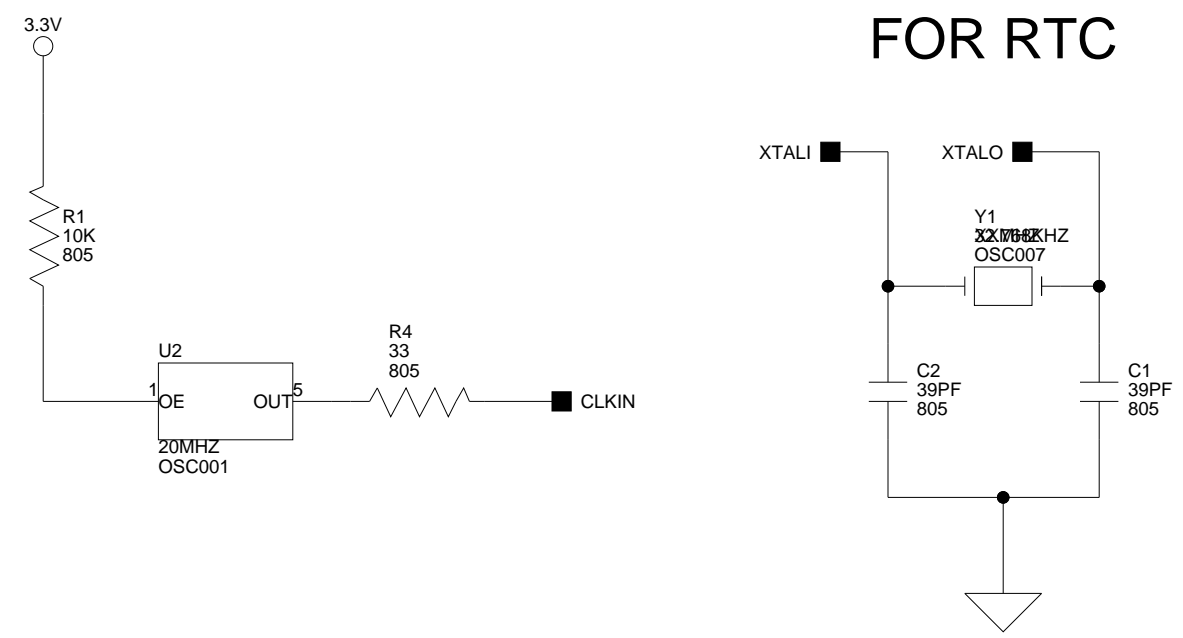 3.3V
FOR RTC
XTALI
XTALO
R1
10K
805
Y1
OSC007
U2
1
OE
OUT
5
20MHZ
OSC001
R4
33
805
CLKIN
C2
39PF
805
C1
39PF
805